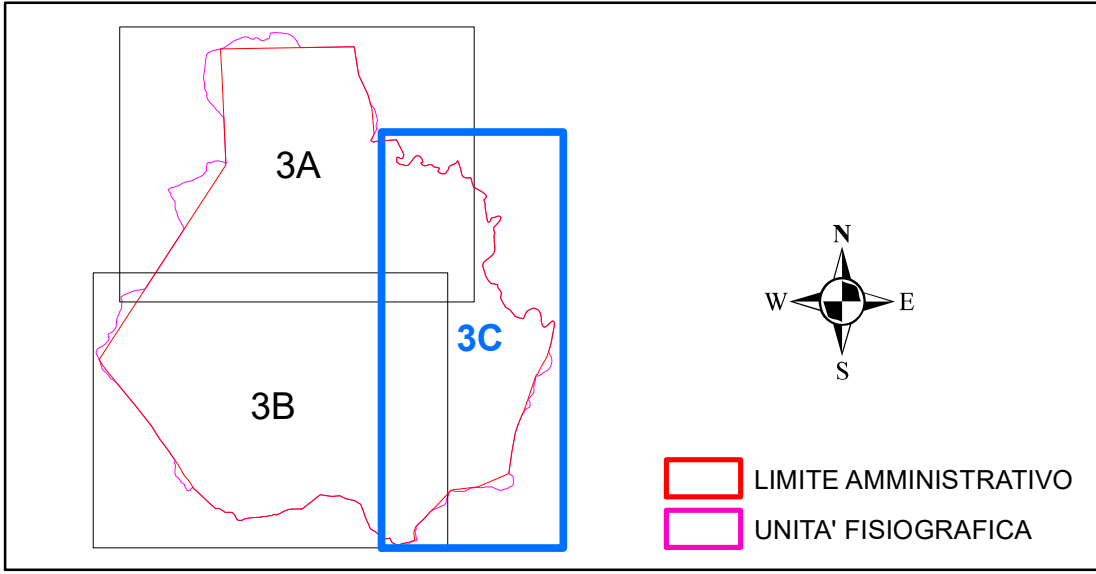 3A
3B
3C
N
W E
S
LIMITE AMMINISTRATIVO
UNITA' FISIOGRAFICA